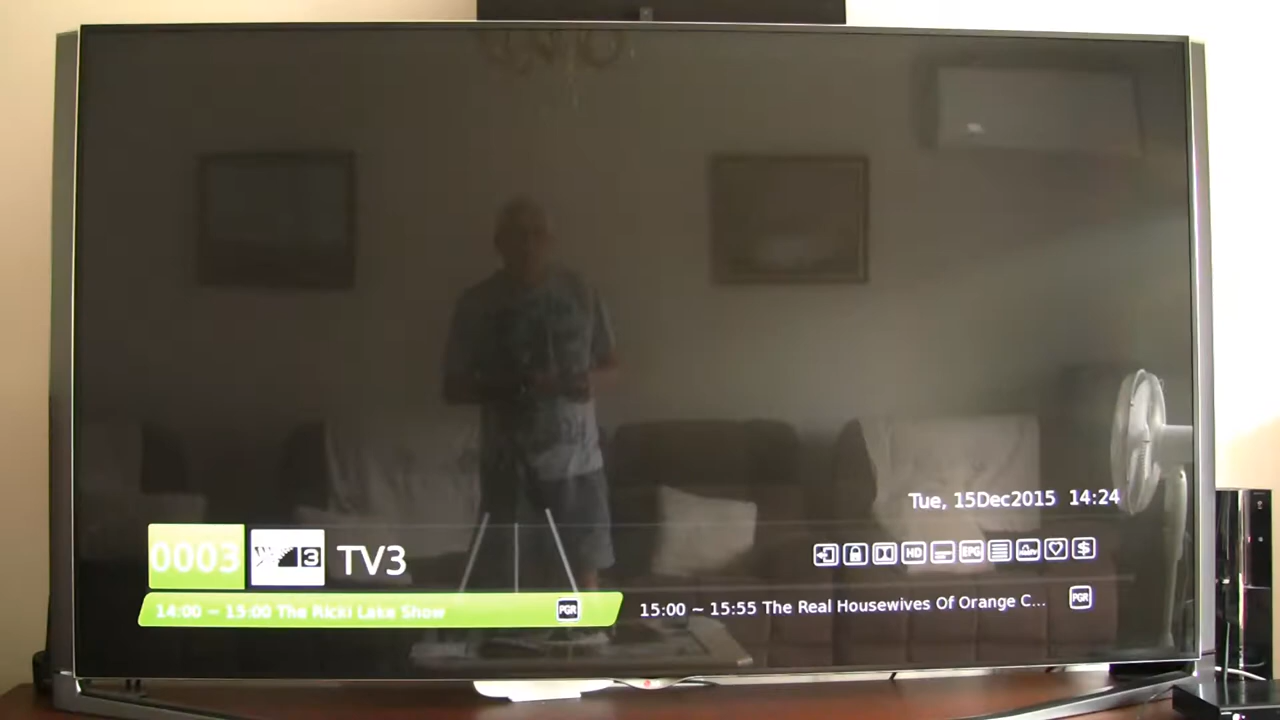 Tue, 15Dec2015 14:24
0003 3 TV3
HD EPG $
14:00 ~ 15:00 The Ricki Lake Show PGR
15:00 ~ 15:55 The Real Housewives Of Orange C... PGR